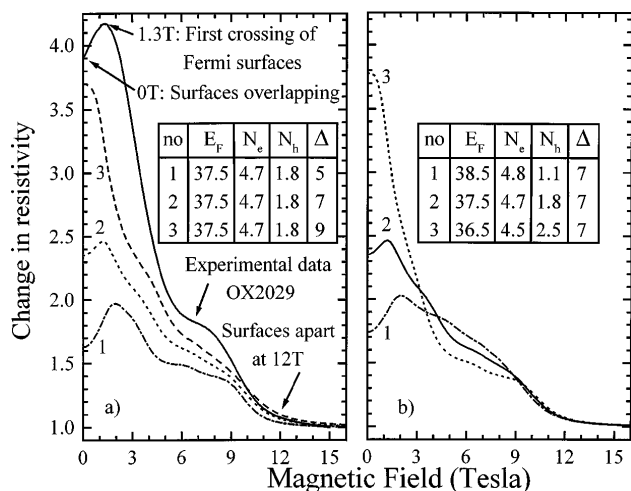 1.3T: First crossing of
Fermi surfaces
0T: Surfaces overlapping
no E_F N_e N_h Δ
1 37.5 4.7 1.8 5
2 37.5 4.7 1.8 7
3 37.5 4.7 1.8 9
3
2
1
Experimental data
OX2029
Surfaces apart
at 12T
a)
Change in resistivity
4.0
3.5
3.0
2.5
2.0
1.5
1.0
0 3 6 9 12 15
3
no E_F N_e N_h Δ
1 38.5 4.8 1.1 7
2 37.5 4.7 1.8 7
3 36.5 4.5 2.5 7
2
1
b)
0 3 6 9 12 15
Magnetic Field (Tesla)